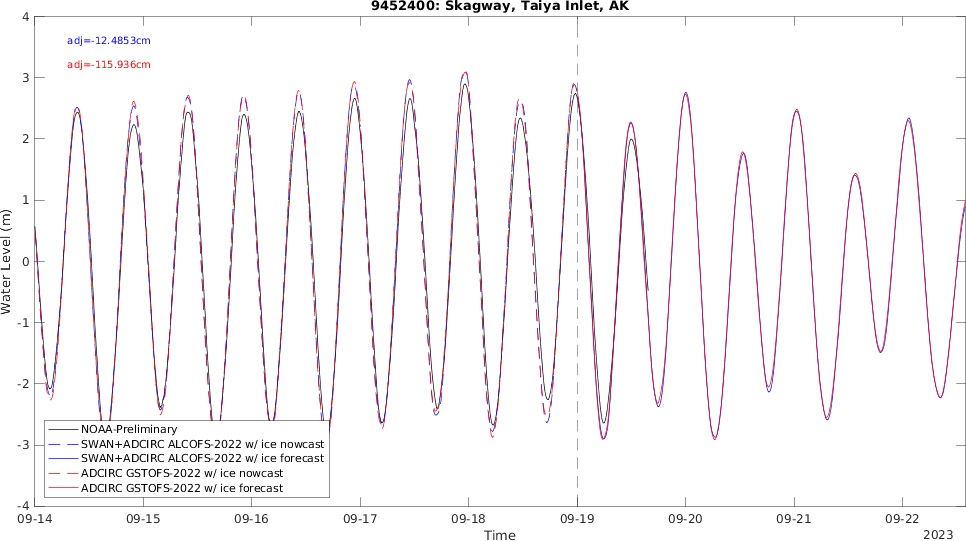 9452400: Skagway, Taiya Inlet, AK
4
adj=-12.4853cm
adj=-115.936cm
3
2
1
0
-1
-2
-3
-4
Water Level (m)
NOAA-Preliminary
SWAN+ADCIRC ALCOFS-2022 w/ ice nowcast
SWAN+ADCIRC ALCOFS-2022 w/ ice forecast
ADCIRC GSTOFS-2022 w/ ice nowcast
ADCIRC GSTOFS-2022 w/ ice forecast
09-14 09-15 09-16 09-17 09-18 09-19 09-20 09-21 09-22
Time
2023